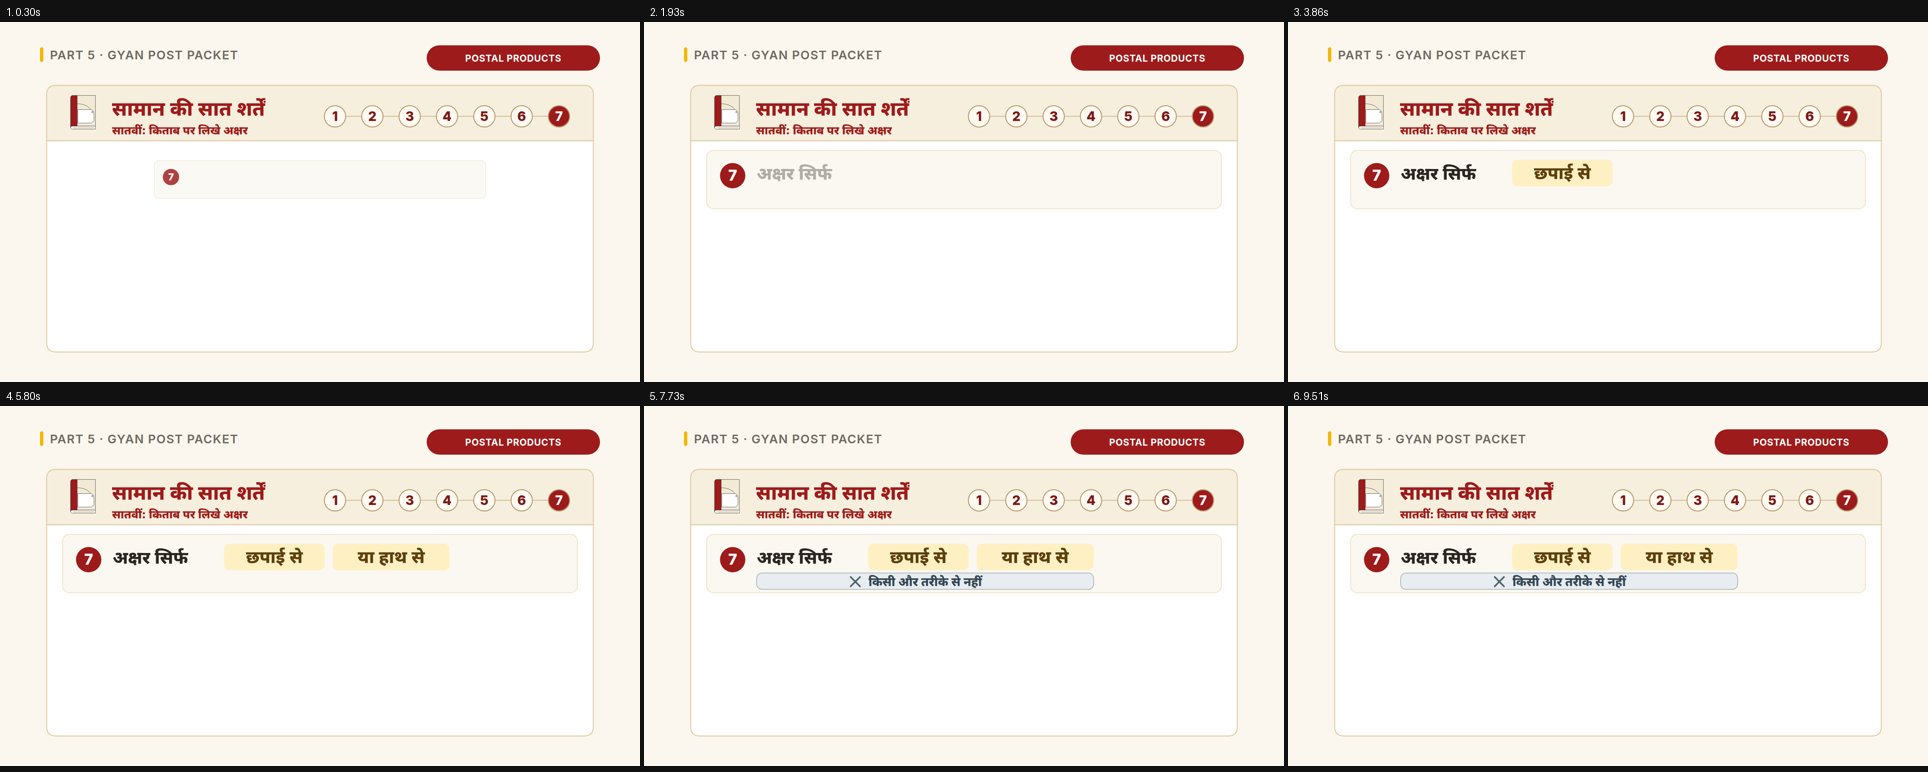 1. 0.30s
PART 5 · GYAN POST PACKET
POSTAL PRODUCTS
सामान की सात शर्तें
सातवीं: किताब पर लिखे अक्षर
1 2 3 4 5 6 7
7
2. 1.93s
PART 5 · GYAN POST PACKET
POSTAL PRODUCTS
सामान की सात शर्तें
सातवीं: किताब पर लिखे अक्षर
1 2 3 4 5 6 7
7 अक्षर सिर्फ
3. 3.86s
PART 5 · GYAN POST PACKET
POSTAL PRODUCTS
सामान की सात शर्तें
सातवीं: किताब पर लिखे अक्षर
1 2 3 4 5 6 7
7 अक्षर सिर्फ छपाई से
4. 5.80s
PART 5 · GYAN POST PACKET
POSTAL PRODUCTS
सामान की सात शर्तें
सातवीं: किताब पर लिखे अक्षर
1 2 3 4 5 6 7
7 अक्षर सिर्फ छपाई से या हाथ से
5. 7.73s
PART 5 · GYAN POST PACKET
POSTAL PRODUCTS
सामान की सात शर्तें
सातवीं: किताब पर लिखे अक्षर
1 2 3 4 5 6 7
7 अक्षर सिर्फ छपाई से या हाथ से
किसी और तरीके से नहीं
6. 9.51s
PART 5 · GYAN POST PACKET
POSTAL PRODUCTS
सामान की सात शर्तें
सातवीं: किताब पर लिखे अक्षर
1 2 3 4 5 6 7
7 अक्षर सिर्फ छपाई से या हाथ से
किसी और तरीके से नहीं